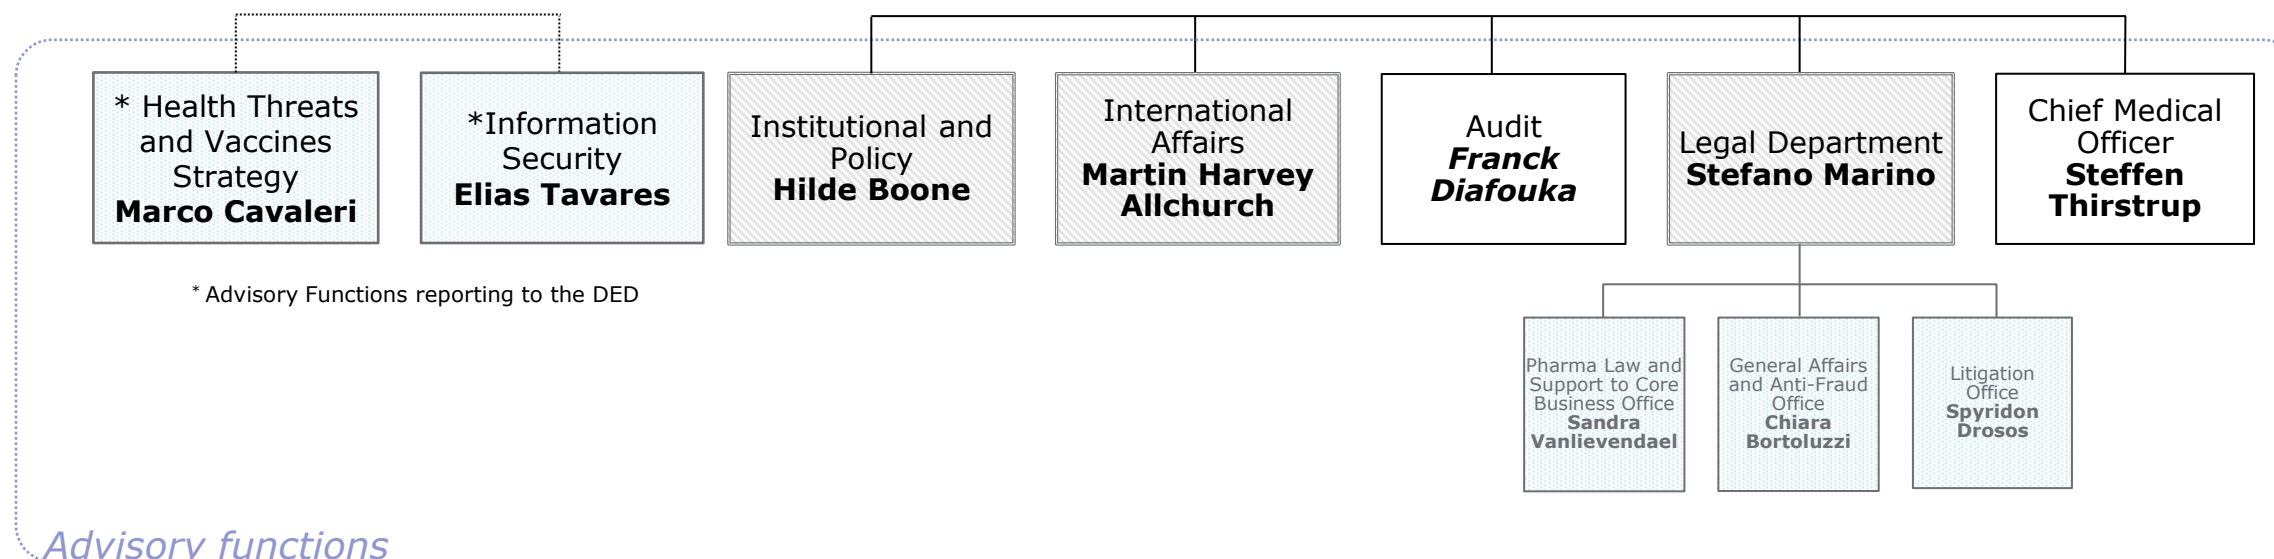 * Health Threats
and Vaccines
Strategy
Marco Cavaleri
*Information
Security
Elias Tavares
Institutional and
Policy
Hilde Boone
International
Affairs
Martin Harvey
Allchurch
Audit
Franck
Diafouka
Legal Department
Stefano Marino
Chief Medical
Officer
Steffen
Thirstrup
* Advisory Functions reporting to the DED
Pharma Law and
Support to Core
Business Office
Sandra
Vanlievendael
General Affairs
and Anti-Fraud
Office
Chiara
Bortoluzzi
Litigation
Office
Spyridon
Drosos
Advisory functions